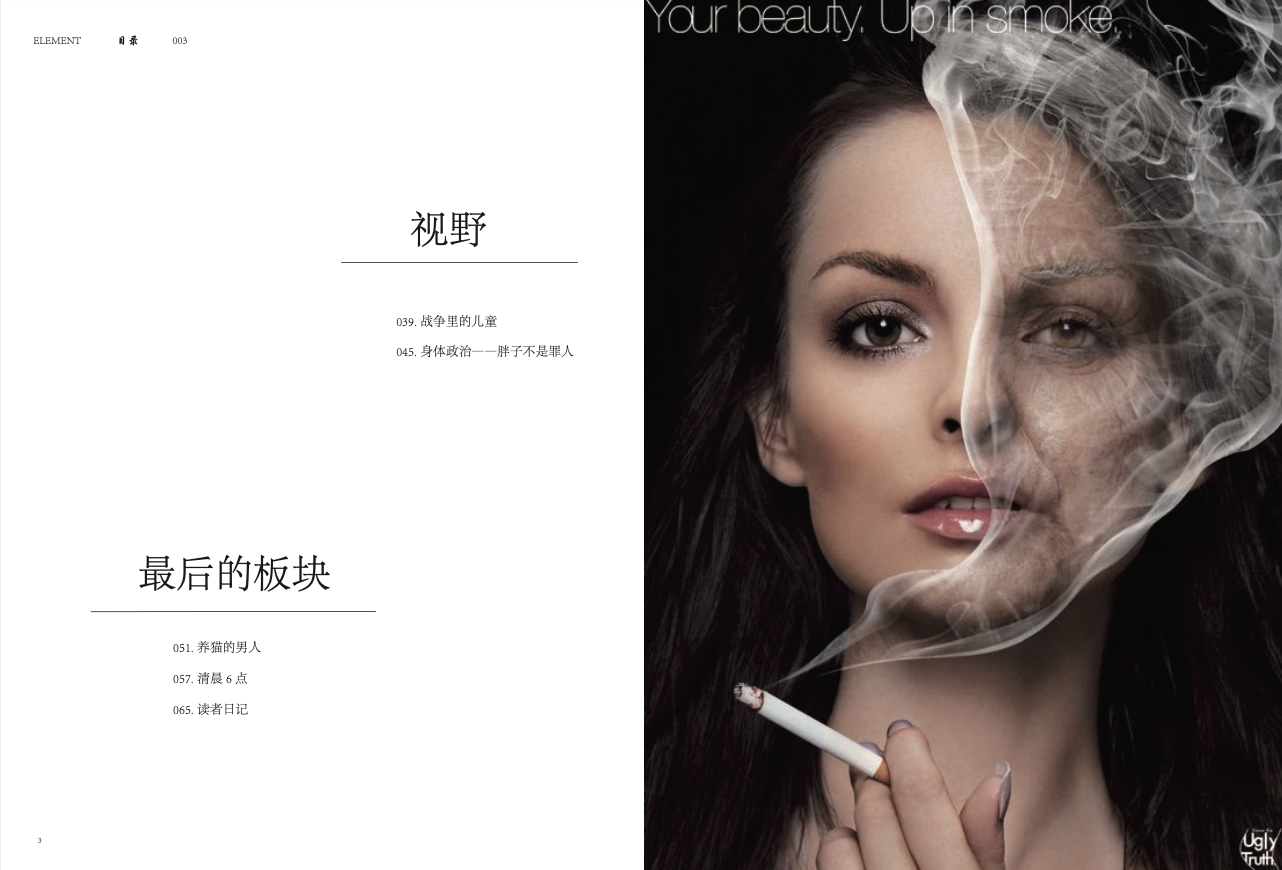 ELEMENT 目录 003
视野
039. 战争里的儿童
045. 身体政治——胖子不是罪人
最后的板块
051. 养猫的男人
057. 清晨 6 点
065. 读者日记
3
Your beauty. Up in smoke.
Ugly
Truth